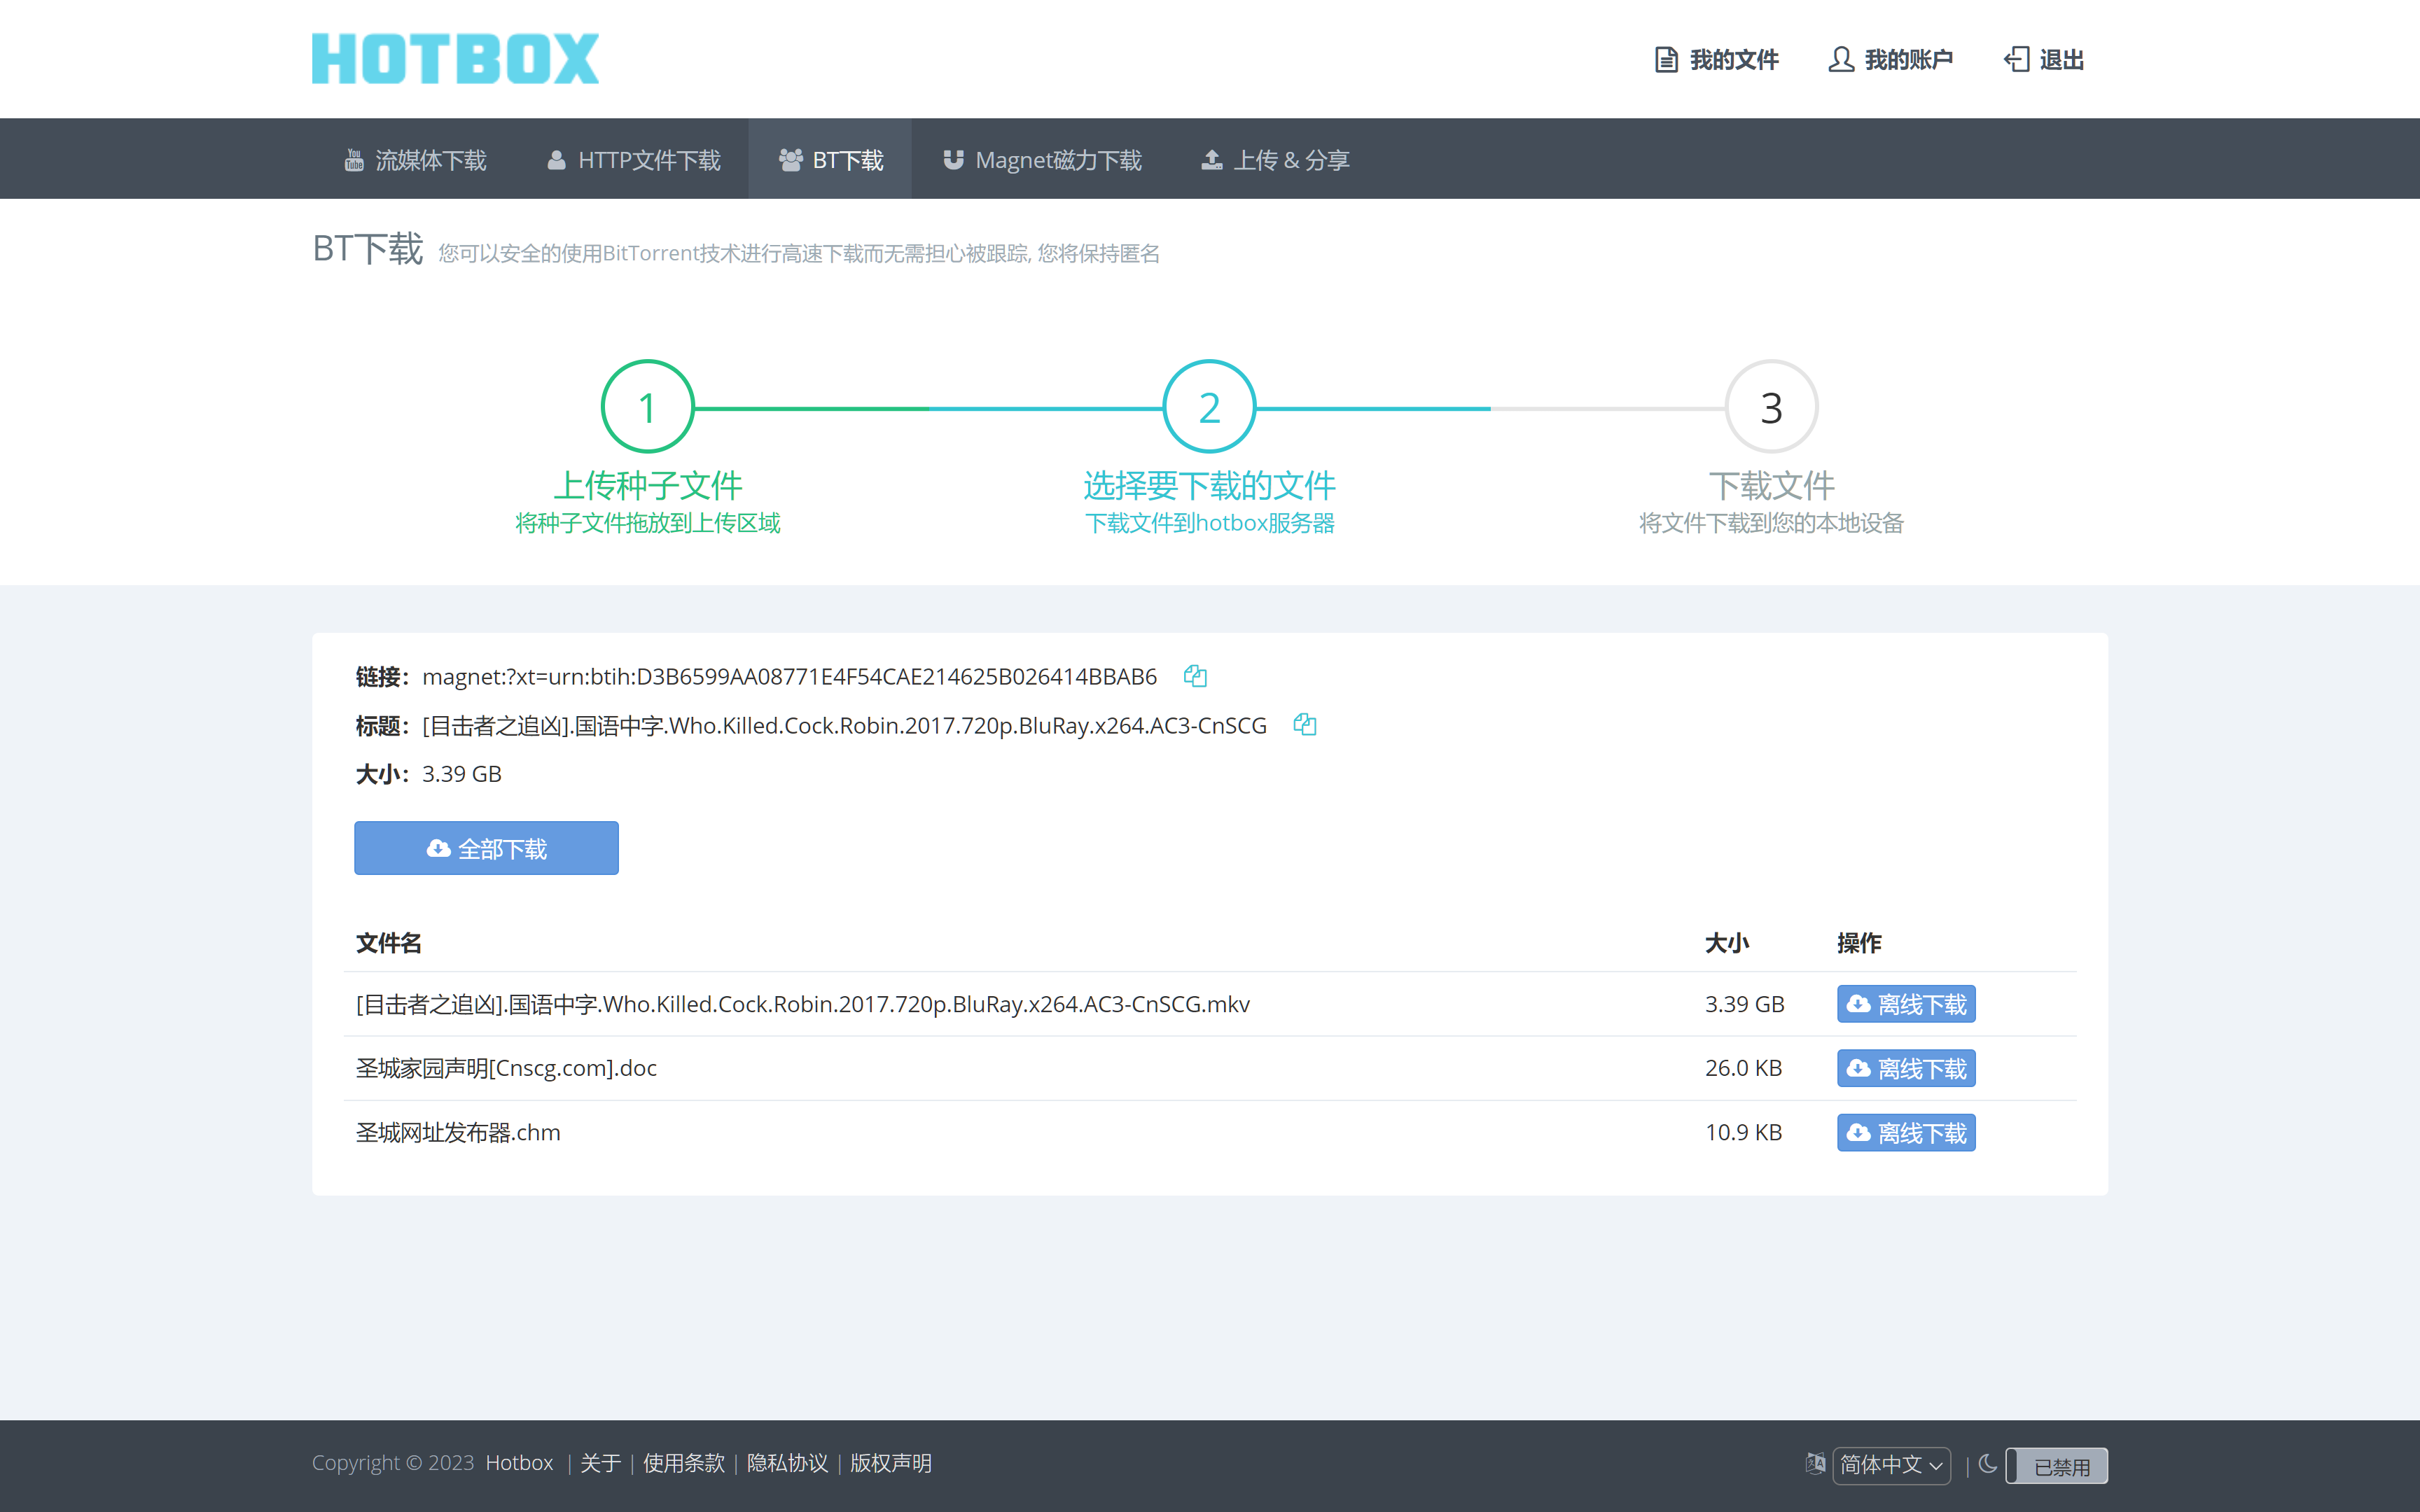 HOTBOX
我的文件 我的账户 退出
流媒体下载 HTTP文件下载 BT下载 Magnet磁力下载 上传 & 分享
BT下载 您可以安全的使用BitTorrent技术进行高速下载而无需担心被跟踪, 您将保持匿名
1 2 3
上传种子文件 选择要下载的文件 下载文件
将种子文件拖放到上传区域 下载文件到hotbox服务器 将文件下载到您的本地设备
链接： magnet:?xt=urn:btih:D3B6599AA08771E4F54CAE214625B026414BBAB6
标题： [目击者之追凶].国语中字.Who.Killed.Cock.Robin.2017.720p.BluRay.x264.AC3-CnSCG
大小： 3.39 GB
全部下载
文件名 大小 操作
[目击者之追凶].国语中字.Who.Killed.Cock.Robin.2017.720p.BluRay.x264.AC3-CnSCG.mkv 3.39 GB 离线下载
圣城家园声明[Cnscg.com].doc 26.0 KB 离线下载
圣城网址发布器.chm 10.9 KB 离线下载
Copyright © 2023 Hotbox | 关于 | 使用条款 | 隐私协议 | 版权声明 简体中文 | 已禁用